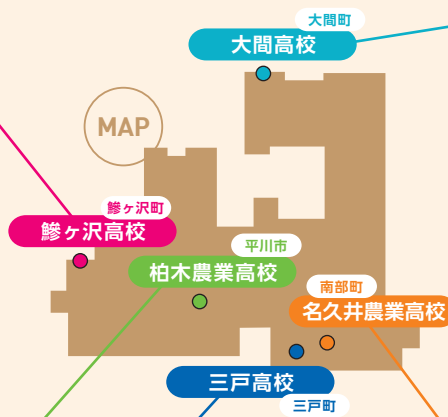 大間町
大間高校
MAP
鰺ヶ沢町
鰺ヶ沢高校
平川市
柏木農業高校
南部町
名久井農業高校
三戸高校
三戸町